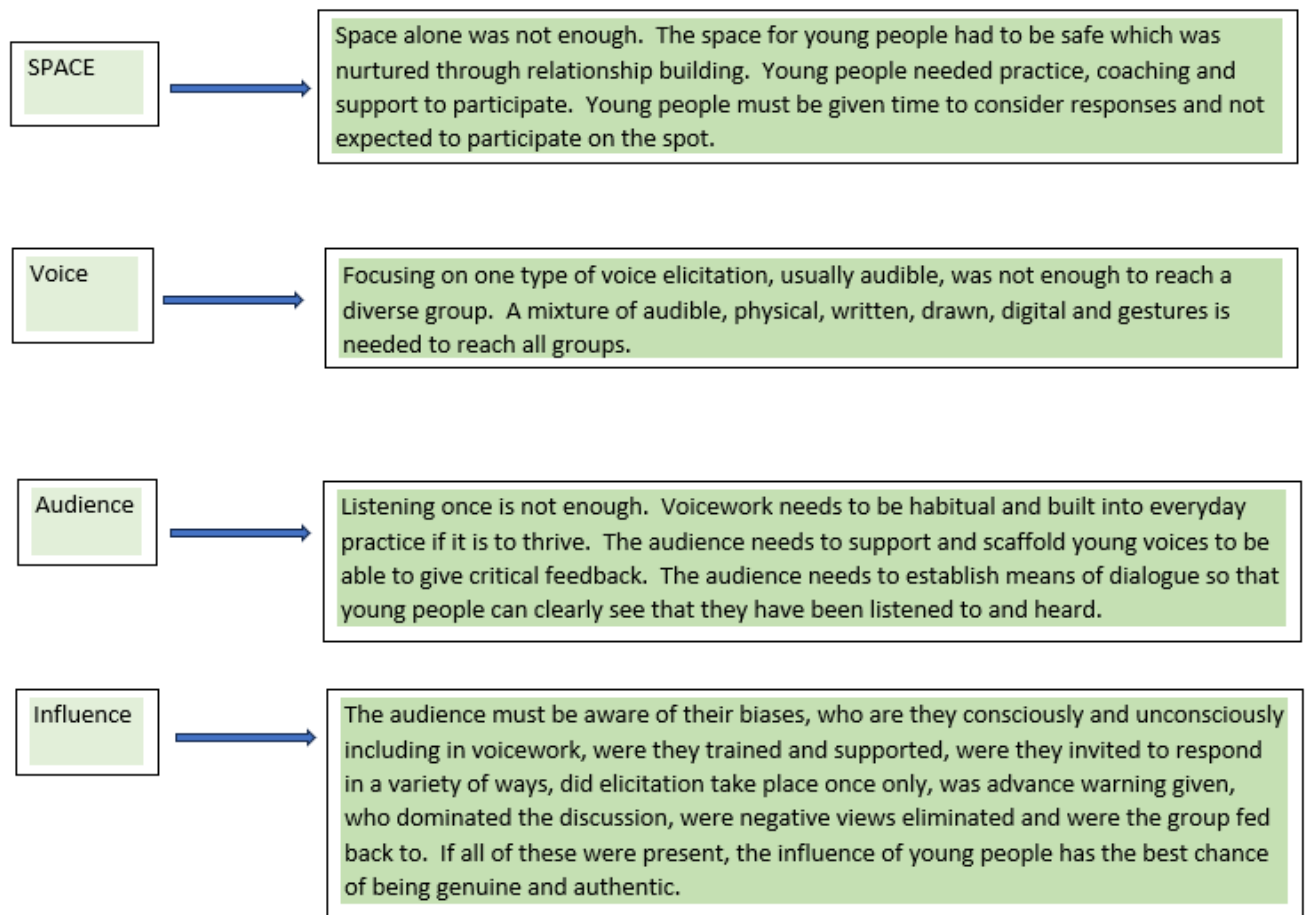 SPACE
Space alone was not enough.  The space for young people had to be safe which was
nurtured through relationship building.  Young people needed practice, coaching and
support to participate.  Young people must be given time to consider responses and not
expected to participate on the spot.
Voice
Focusing on one type of voice elicitation, usually audible, was not enough to reach a
diverse group.  A mixture of audible, physical, written, drawn, digital and gestures is
needed to reach all groups.
Audience
Listening once is not enough.  Voicework needs to be habitual and built into everyday
practice if it is to thrive.  The audience needs to support and scaffold young voices to be
able to give critical feedback.  The audience needs to establish means of dialogue so that
young people can clearly see that they have been listened to and heard.
Influence
The audience must be aware of their biases, who are they consciously and unconsciously
including in voicework, were they trained and supported, were they invited to respond
in a variety of ways, did elicitation take place once only, was advance warning given,
who dominated the discussion, were negative views eliminated and were the group fed
back to.  If all of these were present, the influence of young people has the best chance
of being genuine and authentic.